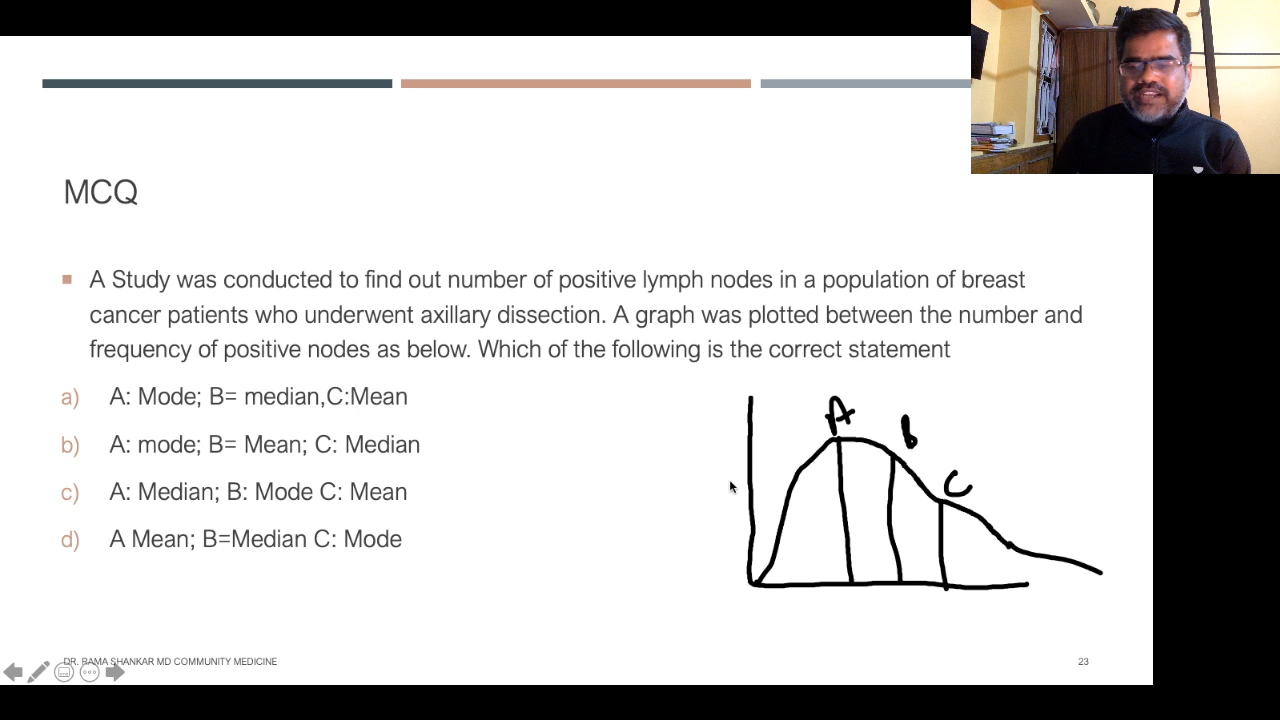 MCQ
A Study was conducted to find out number of positive lymph nodes in a population of breast
cancer patients who underwent axillary dissection. A graph was plotted between the number and
frequency of positive nodes as below. Which of the following is the correct statement
a) A: Mode; B= median,C:Mean
b) A: mode; B= Mean; C: Median
c) A: Median; B: Mode C: Mean
d) A Mean; B=Median C: Mode
A
B
C
DR. RAMA SHANKAR MD COMMUNITY MEDICINE
23